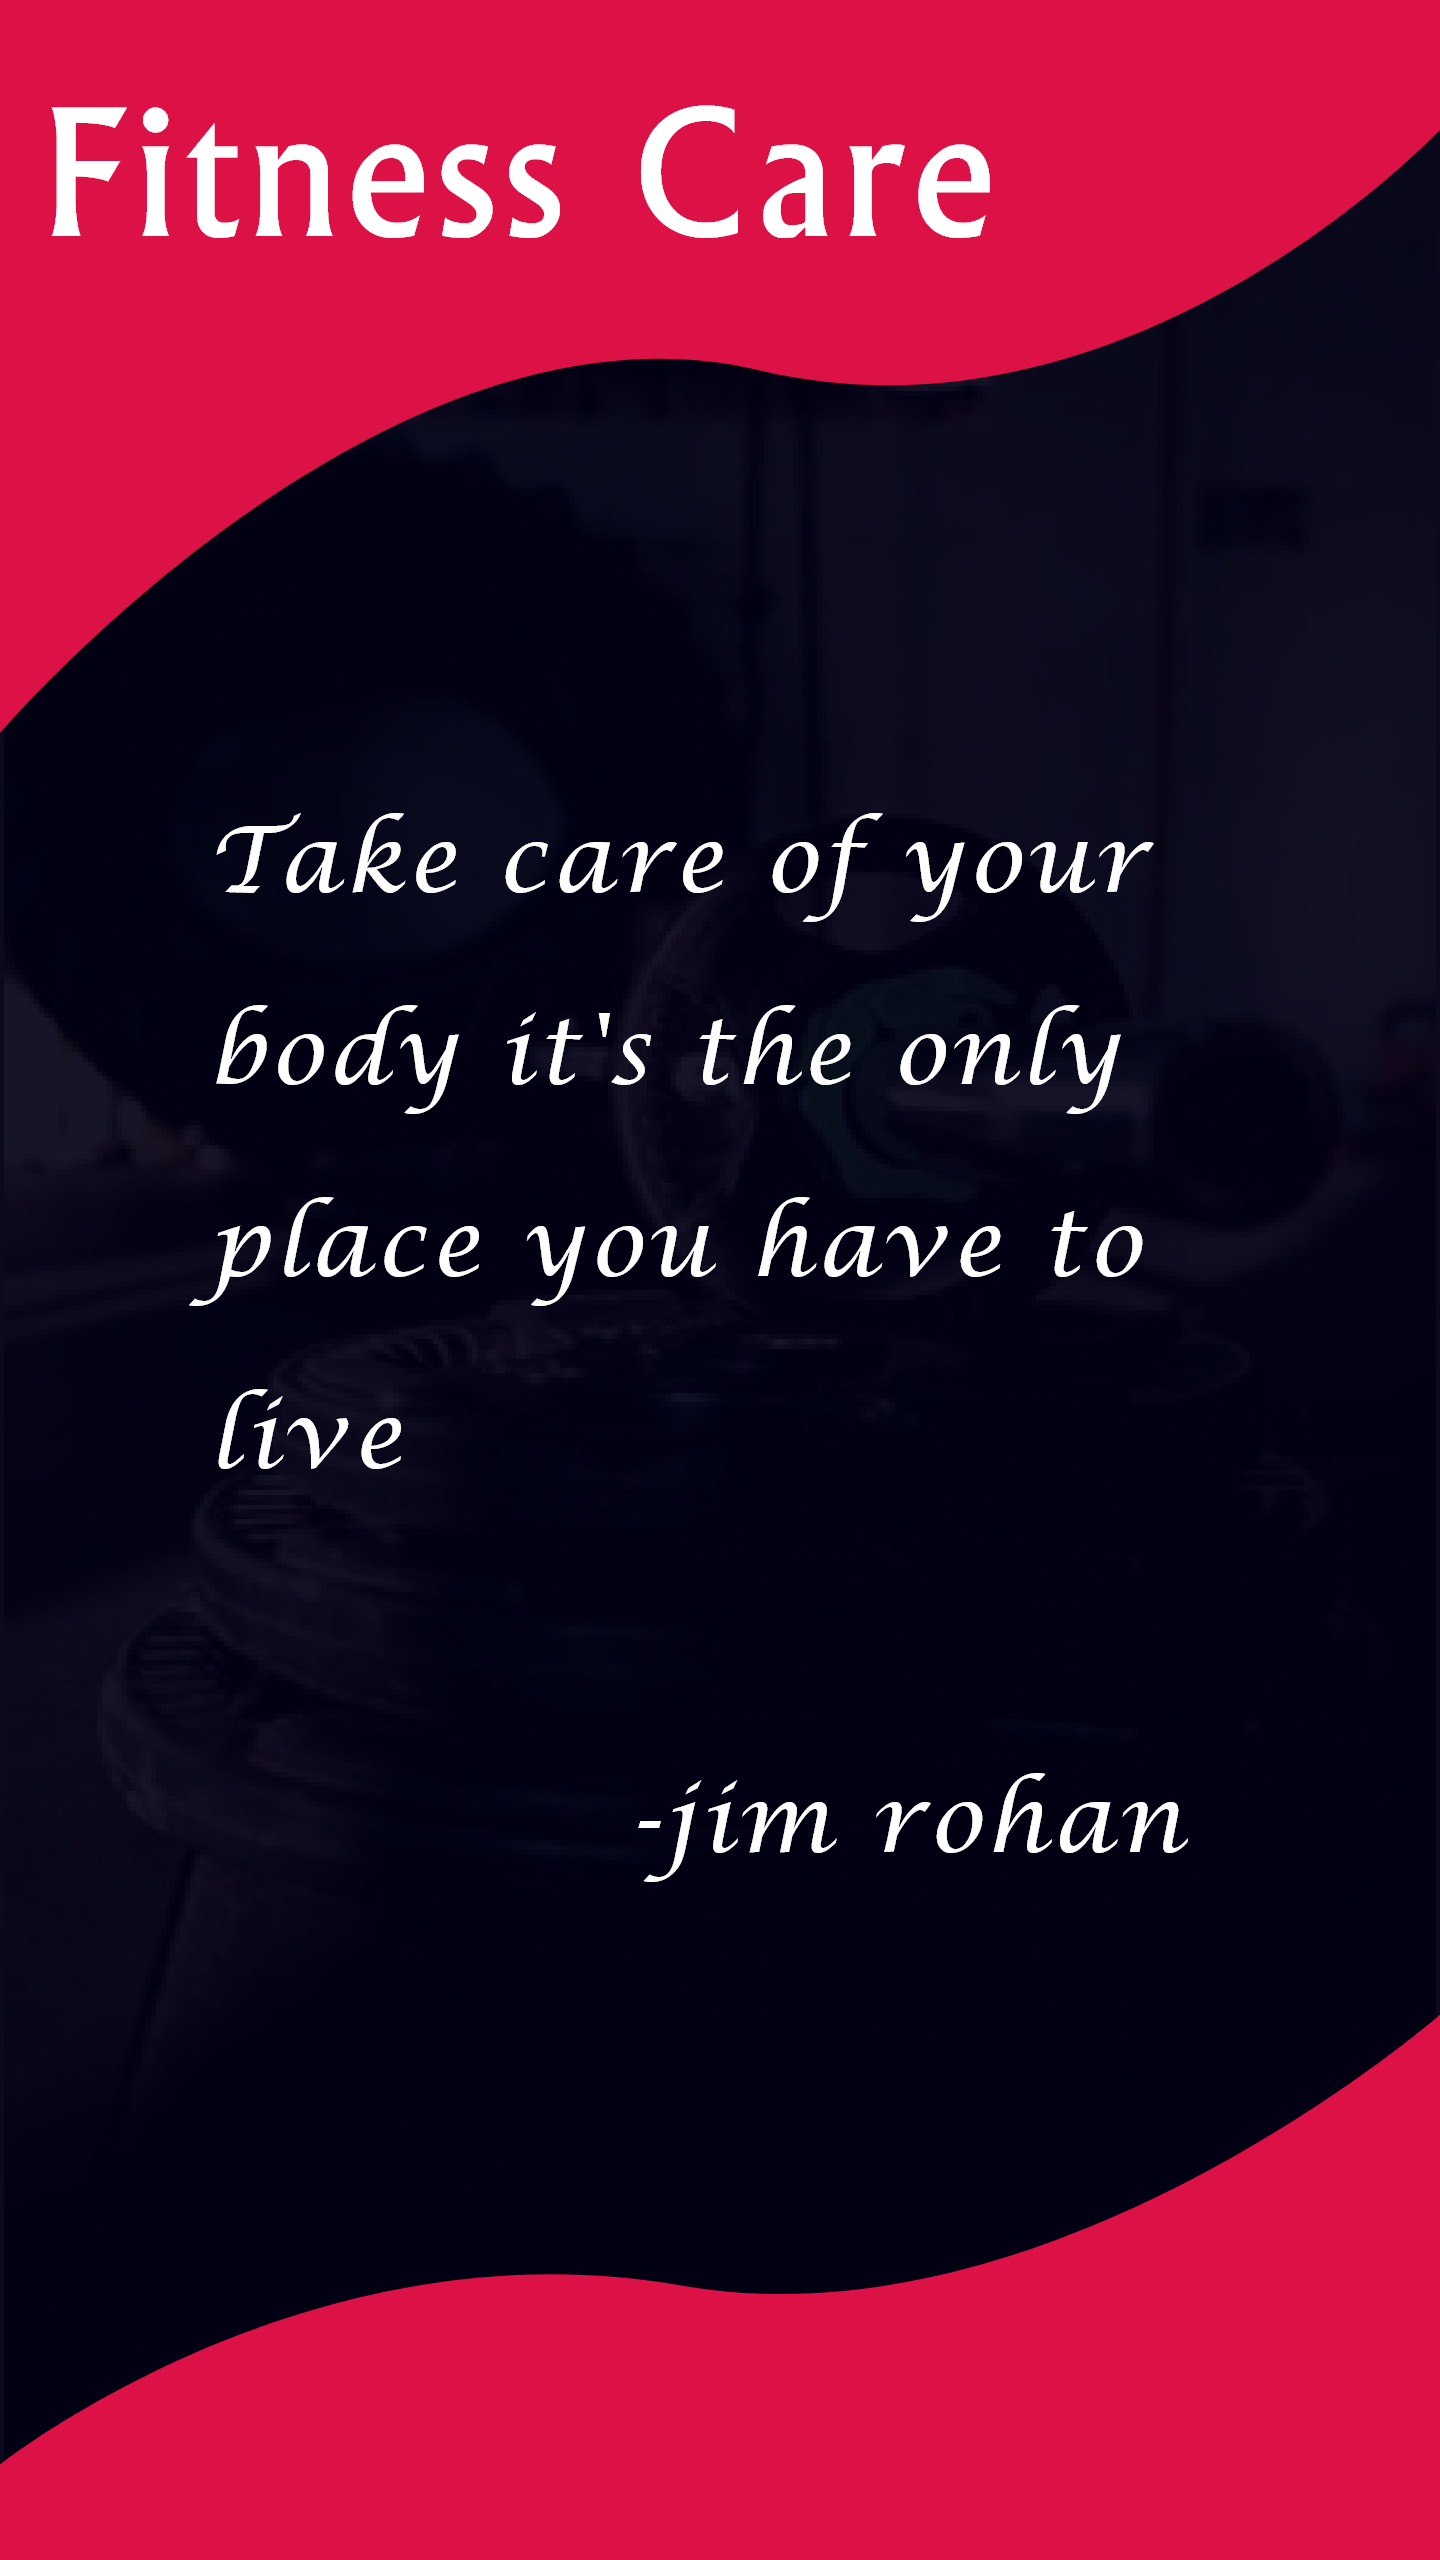 Fitness Care
Take care of your
body it's the only
place you have to
live
-jim rohan